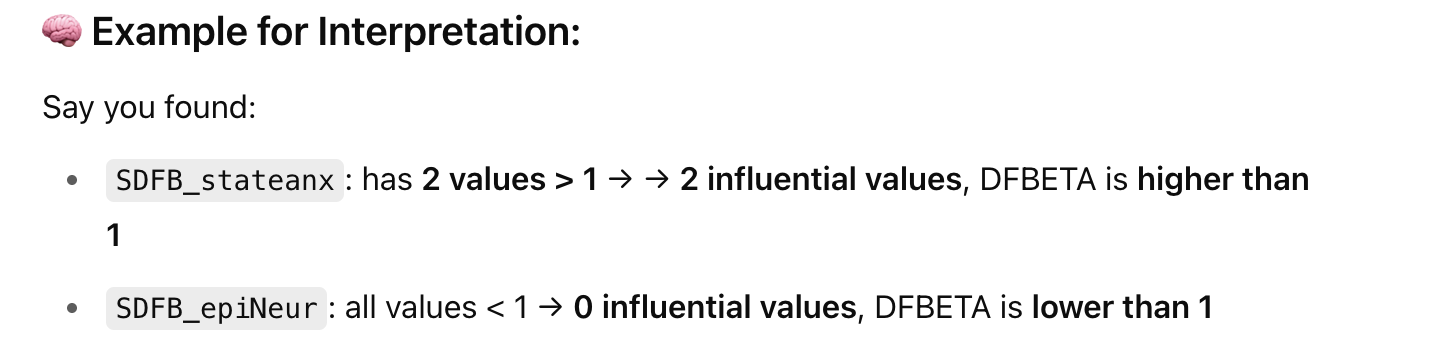 🧠 Example for Interpretation:
Say you found:
• SDFB_stateanx: has 2 values > 1 → → 2 influential values, DFBETA is higher than
1
• SDFB_epiNeur: all values < 1 → 0 influential values, DFBETA is lower than 1